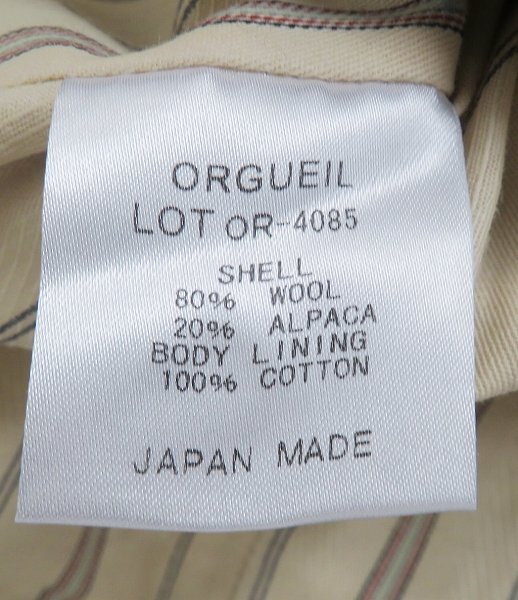 ORGUEIL
LOT OR-4085
SHELL
80% WOOL
20% ALPACA
BODY LINING
100% COTTON
JAPAN MADE